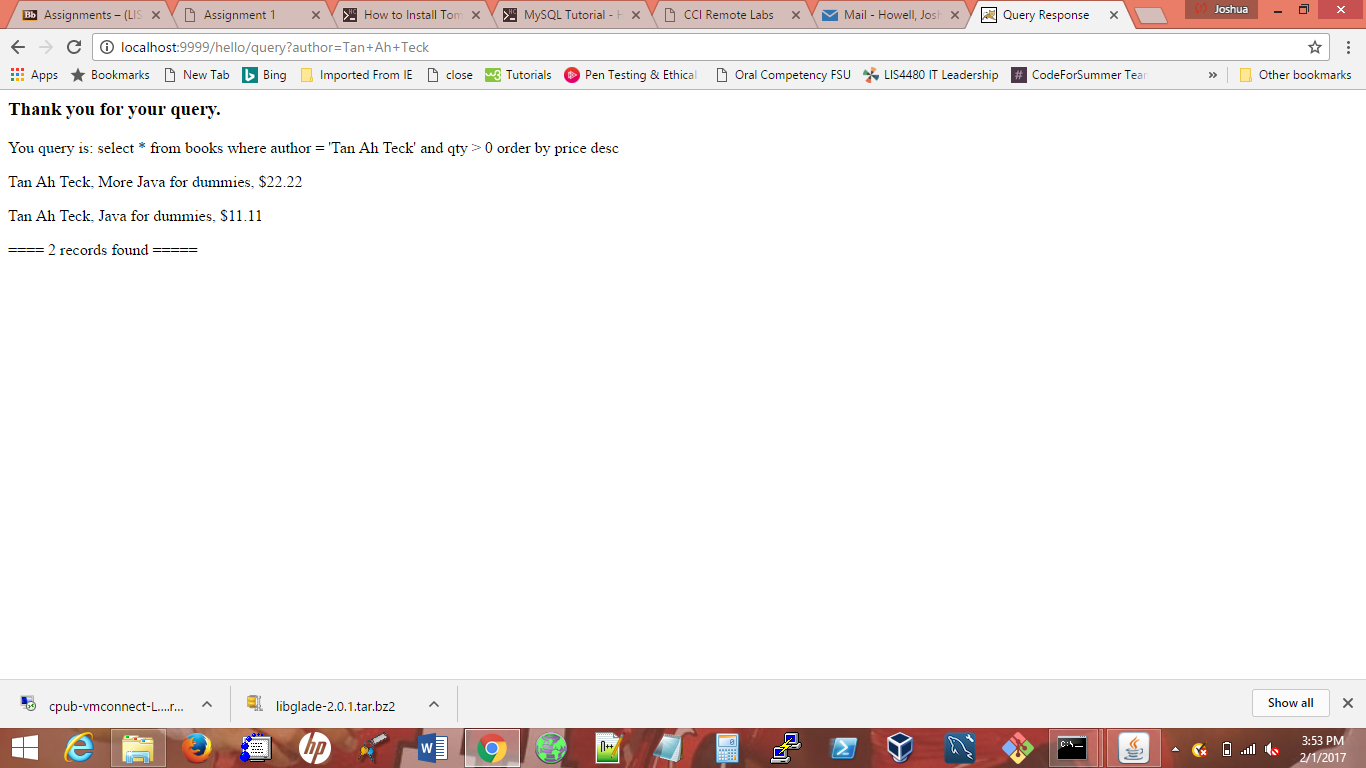 Assignments – (LIS
Assignment 1
How to Install Tom
MySQL Tutorial - H
CCI Remote Labs
Mail - Howell, Josh
Query Response
Joshua
localhost:9999/hello/query?author=Tan+Ah+Teck
Apps
Bookmarks
New Tab
Bing
Imported From IE
close
Tutorials
Pen Testing & Ethical
Oral Competency FSU
LIS4480 IT Leadership
CodeForSummer Tear
»
Other bookmarks
Thank you for your query.
You query is: select * from books where author = 'Tan Ah Teck' and qty > 0 order by price desc
Tan Ah Teck, More Java for dummies, $22.22
Tan Ah Teck, Java for dummies, $11.11
==== 2 records found =====
cpub-vmconnect-L....r...
libglade-2.0.1.tar.bz2
Show all
3:53 PM
2/1/2017